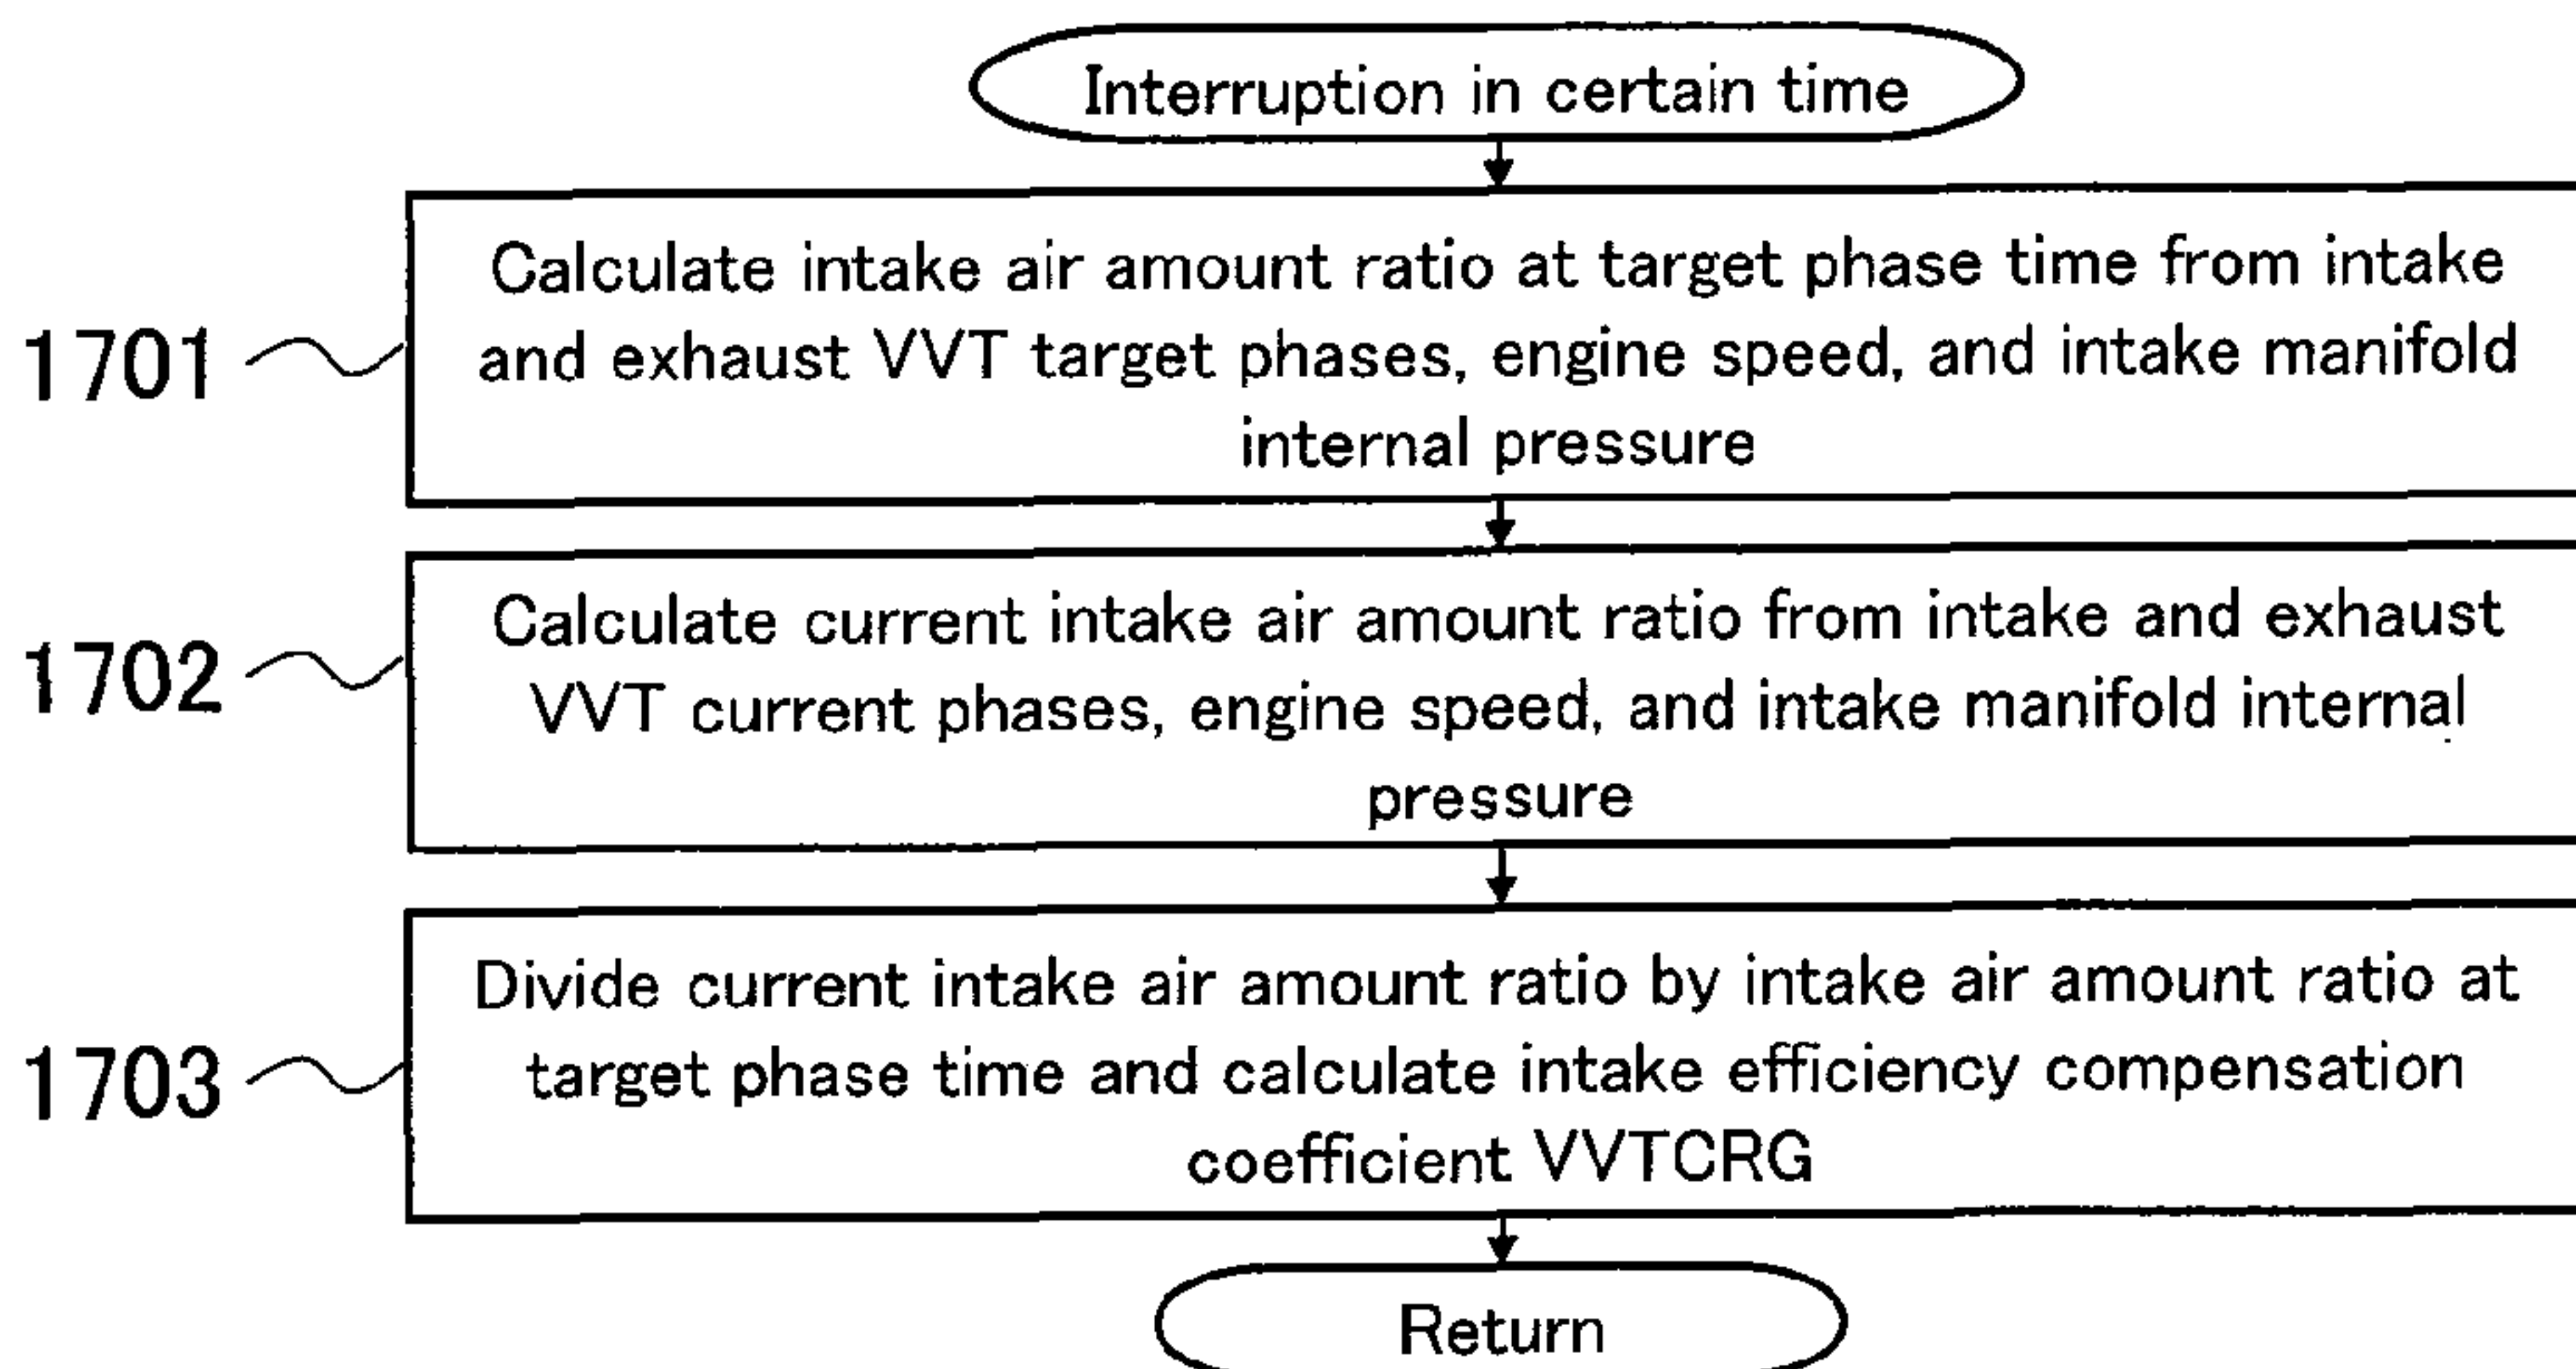 Interruption in certain time
1701
Calculate intake air amount ratio at target phase time from intake
and exhaust VVT target phases, engine speed, and intake manifold
internal pressure
1702
Calculate current intake air amount ratio from intake and exhaust
VVT current phases, engine speed, and intake manifold internal
pressure
1703
Divide current intake air amount ratio by intake air amount ratio at
target phase time and calculate intake efficiency compensation
coefficient VVTCRG
Return